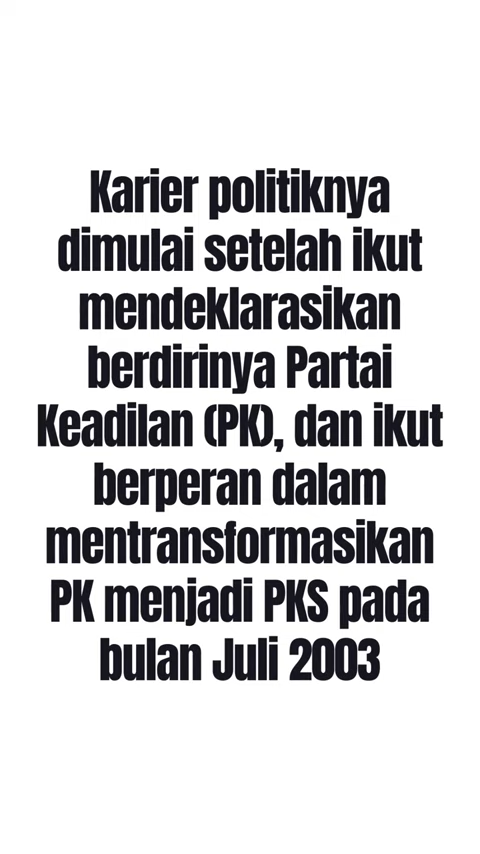 Karier politiknya
dimulai setelah ikut
mendeklarasikan
berdirinya Partai
Keadilan (PK), dan ikut
berperan dalam
mentransformasikan
PK menjadi PKS pada
bulan Juli 2003